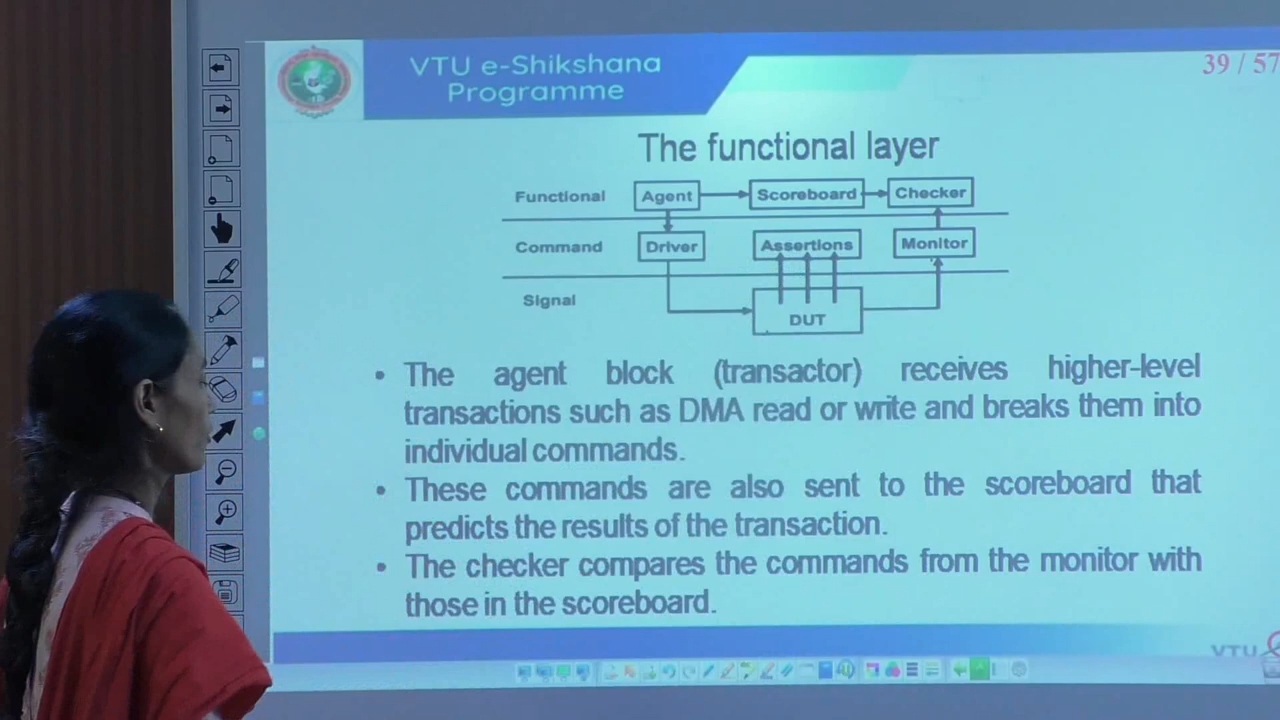 VTU e-Shikshana
Programme
39 / 57
The functional layer
Functional Agent Scoreboard Checker
Command Driver Assertions Monitor
Signal
DUT
• The agent block (transactor) receives higher-level
transactions such as DMA read or write and breaks them into
individual commands.
• These commands are also sent to the scoreboard that
predicts the results of the transaction.
• The checker compares the commands from the monitor with
those in the scoreboard.
VTU